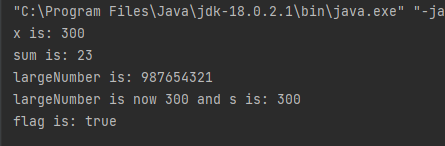 "C:\Program Files\Java\jdk-18.0.2.1\bin\java.exe" "-ja
x is: 300
sum is: 23
largeNumber is: 987654321
largeNumber is now 300 and s is: 300
flag is: true